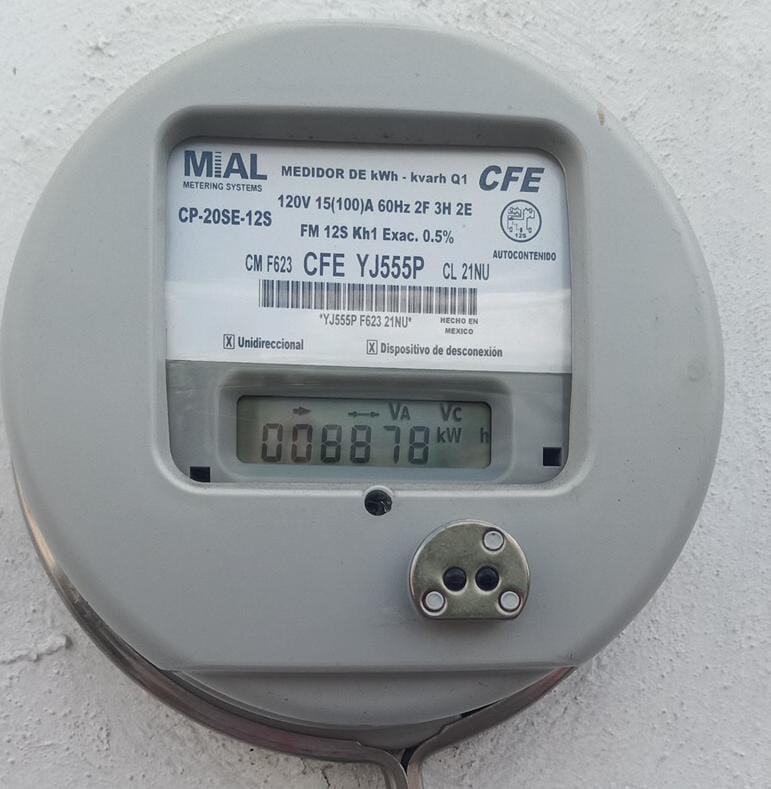 MIAL
METERING SYSTEMS
MEDIDOR DE kWh - kvarh Q1
CFE
120V 15(100)A 60Hz 2F 3H 2E
CP-20SE-12S
FM 12S Kh1 Exac. 0.5%
12S
AUTOCONTENIDO
CM F623 CFE YJ555P CL 21NU
*YJ555P F623 21NU*
HECHO EN
MEXICO
X Unidireccional
X Dispositivo de desconexión
VA VC
008878 kW h